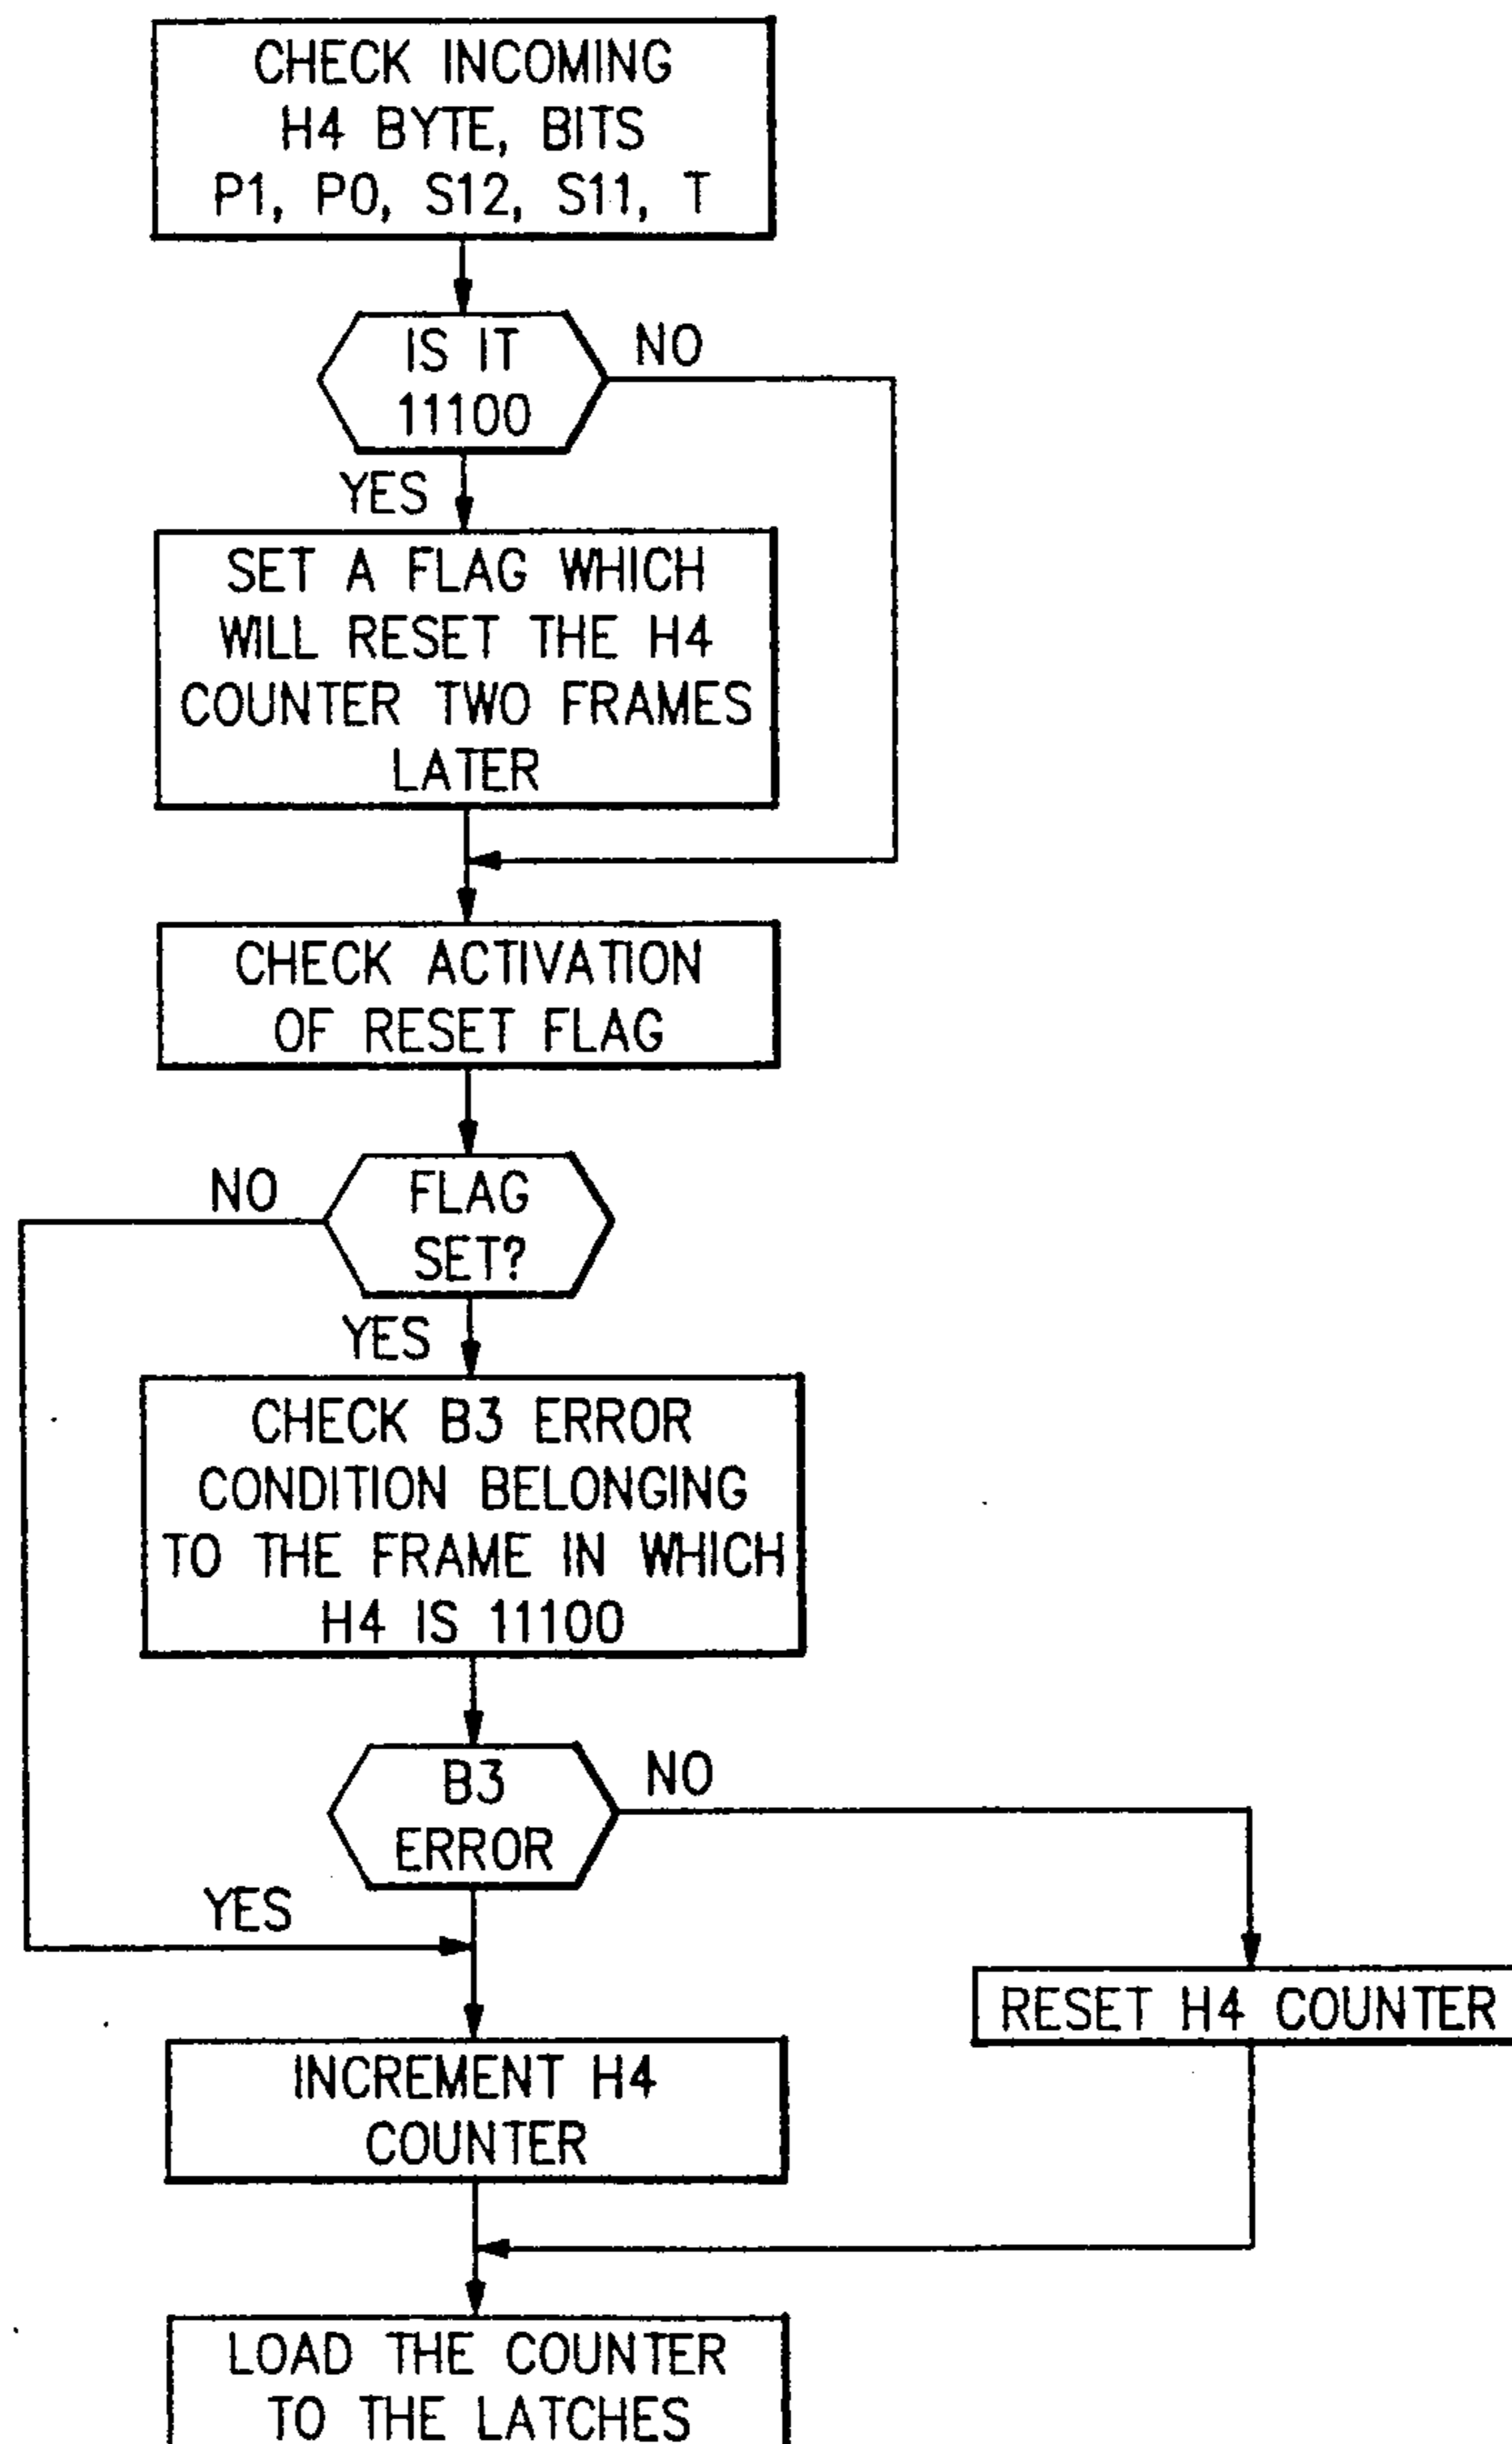 CHECK INCOMING
H4 BYTE, BITS
P1, P0, S12, S11, T
IS IT
11100
NO
YES
SET A FLAG WHICH
WILL RESET THE H4
COUNTER TWO FRAMES
LATER
CHECK ACTIVATION
OF RESET FLAG
NO
FLAG
SET?
YES
CHECK B3 ERROR
CONDITION BELONGING
TO THE FRAME IN WHICH
H4 IS 11100
B3
ERROR
NO
YES
RESET H4 COUNTER
INCREMENT H4
COUNTER
LOAD THE COUNTER
TO THE LATCHES